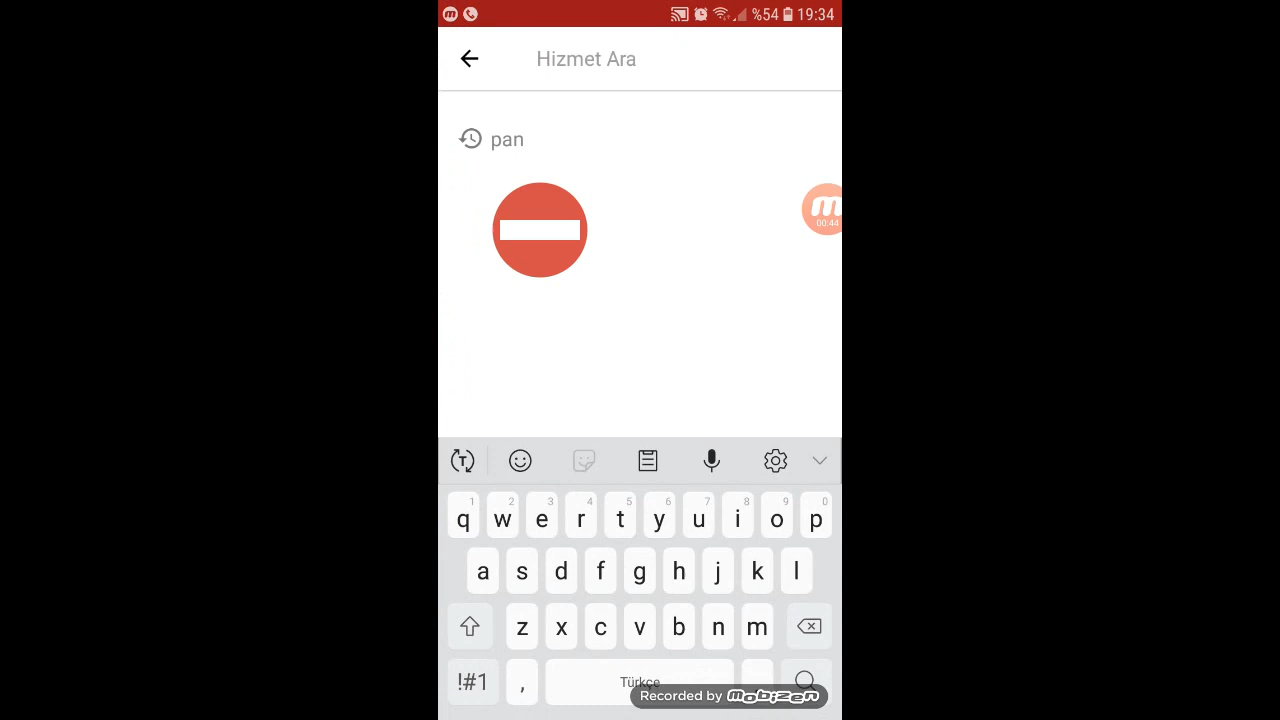 %54 19:34
Hizmet Ara
pan
m
00:44
T
1 2 3 4 5 6 7 8 9 0
q w e r t y u i o p
a s d f g h j k l
z x c v b n m
!#1 , Türkçe
Recorded by mobizen